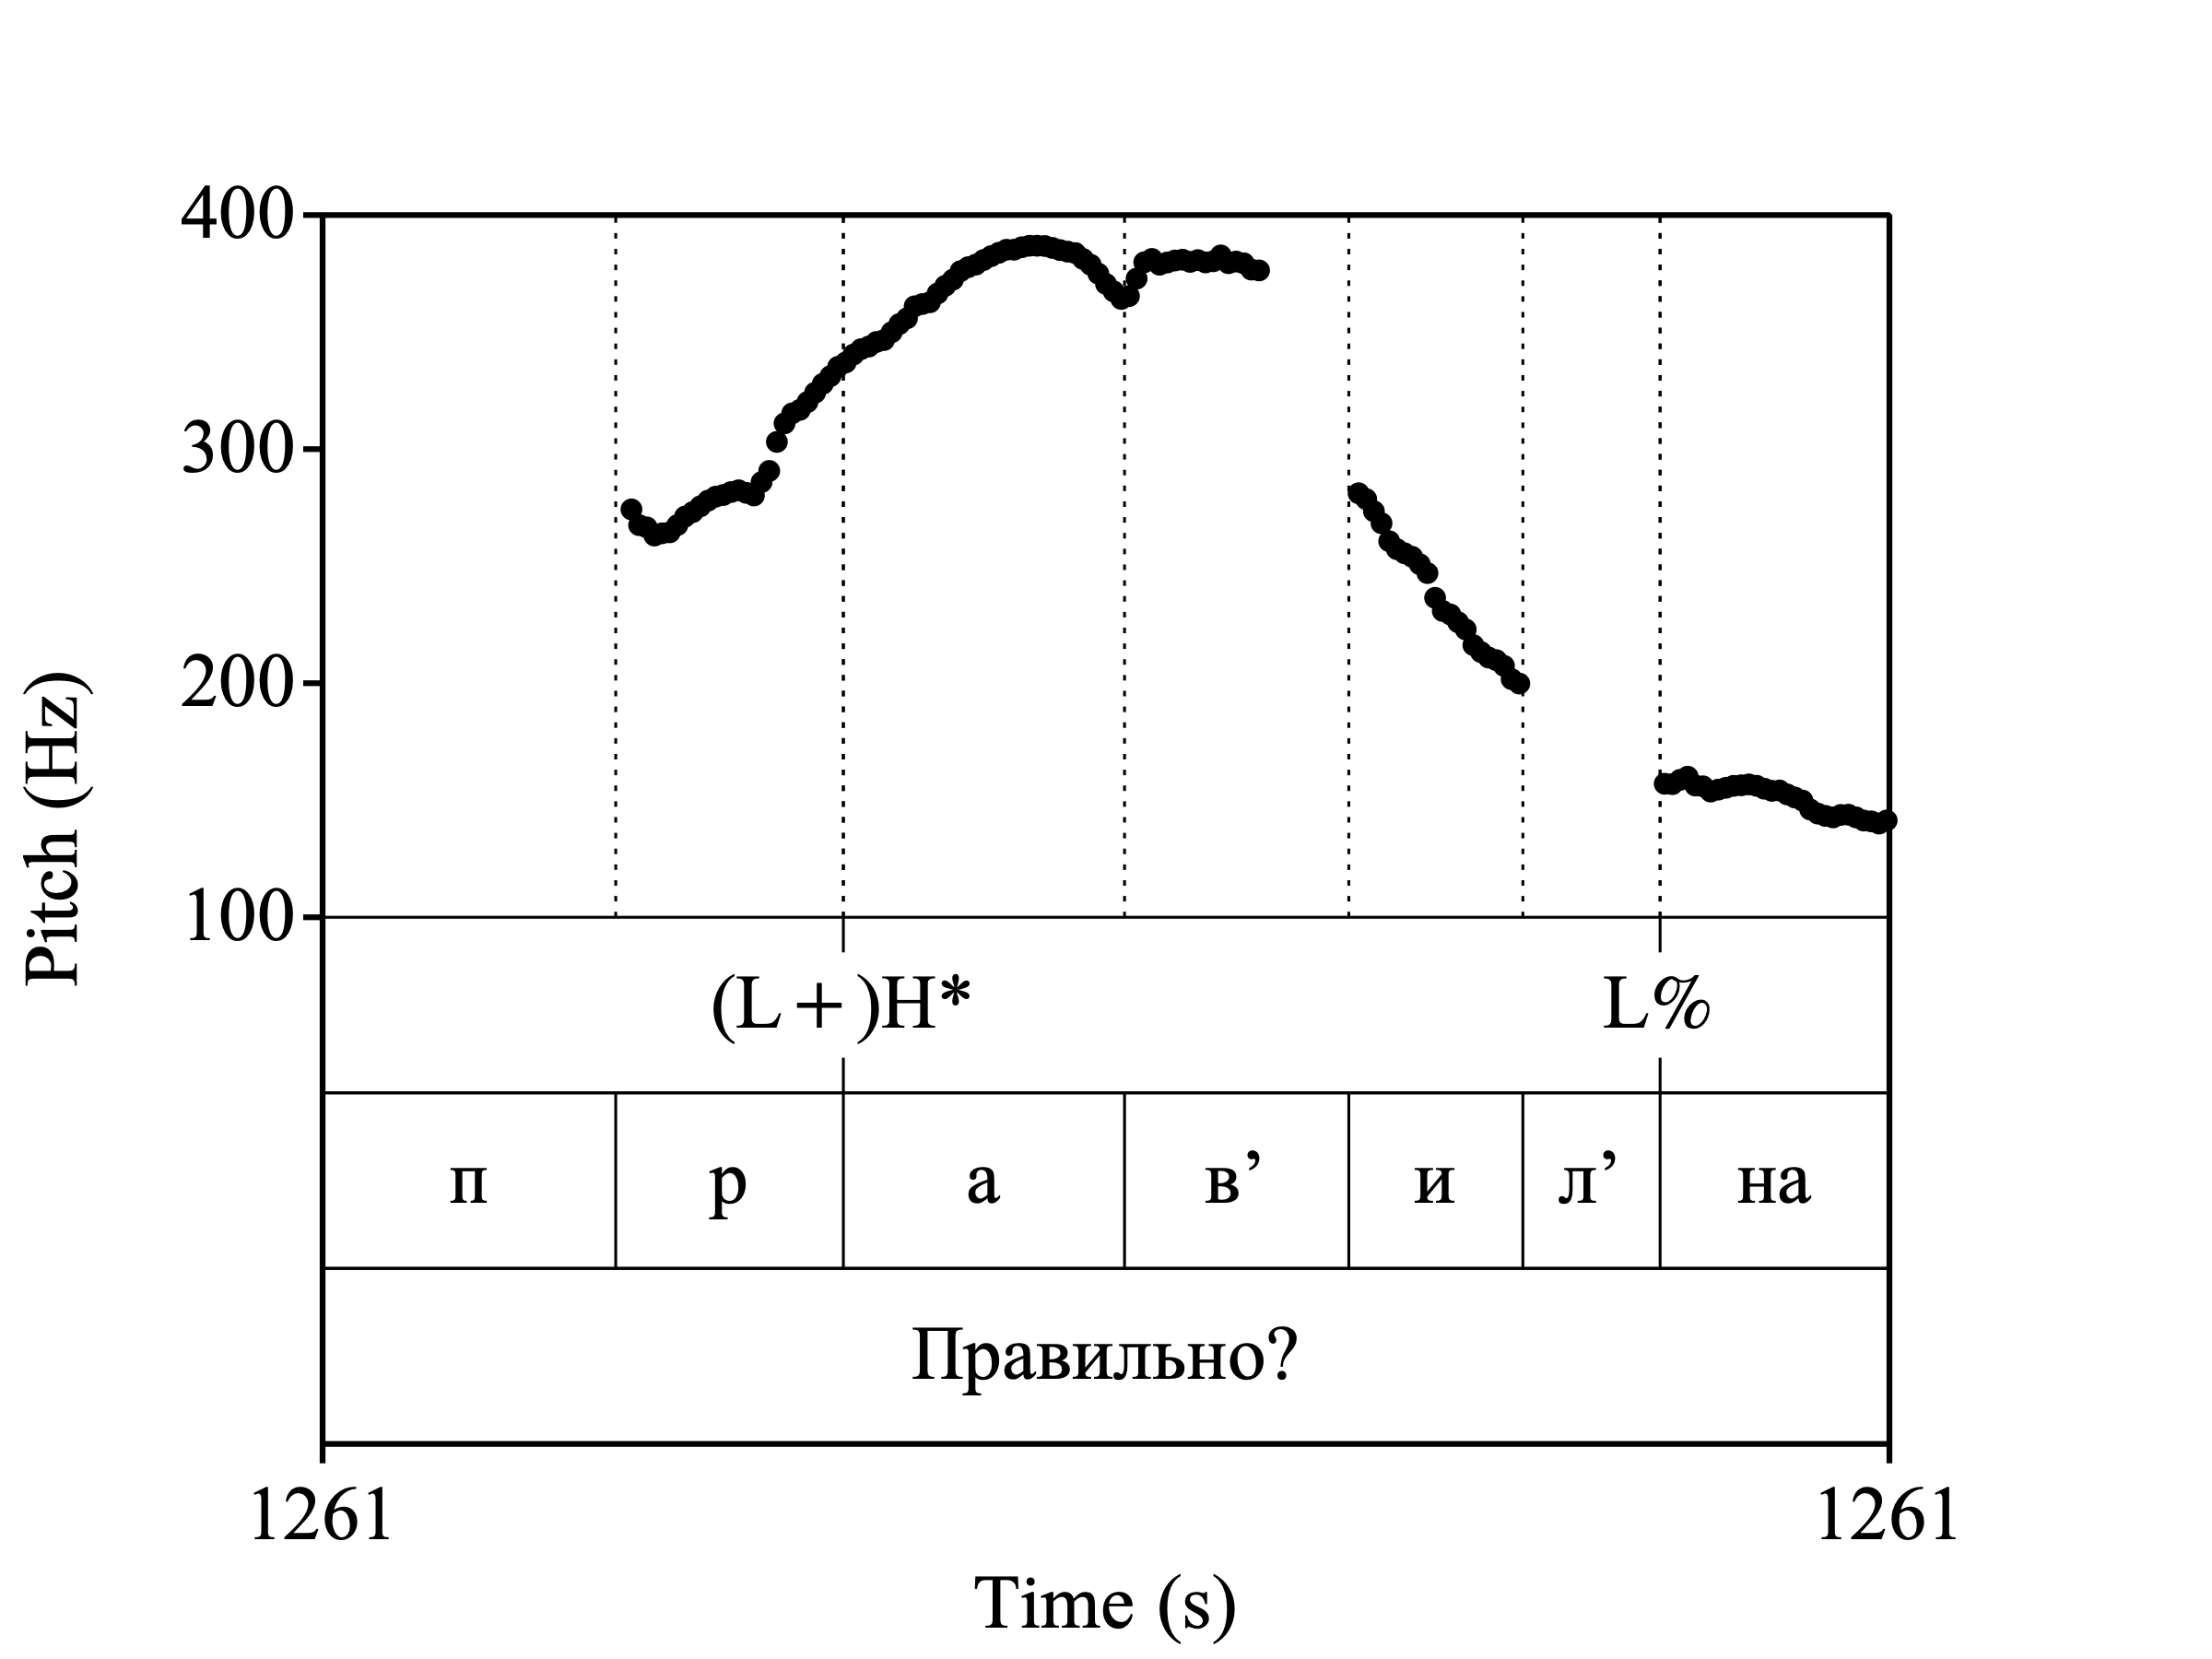 400
300
200
100
Pitch (Hz)
(L+)H* L%
п р а в’ и л’ на
Правильно?
1261 1261
Time (s)